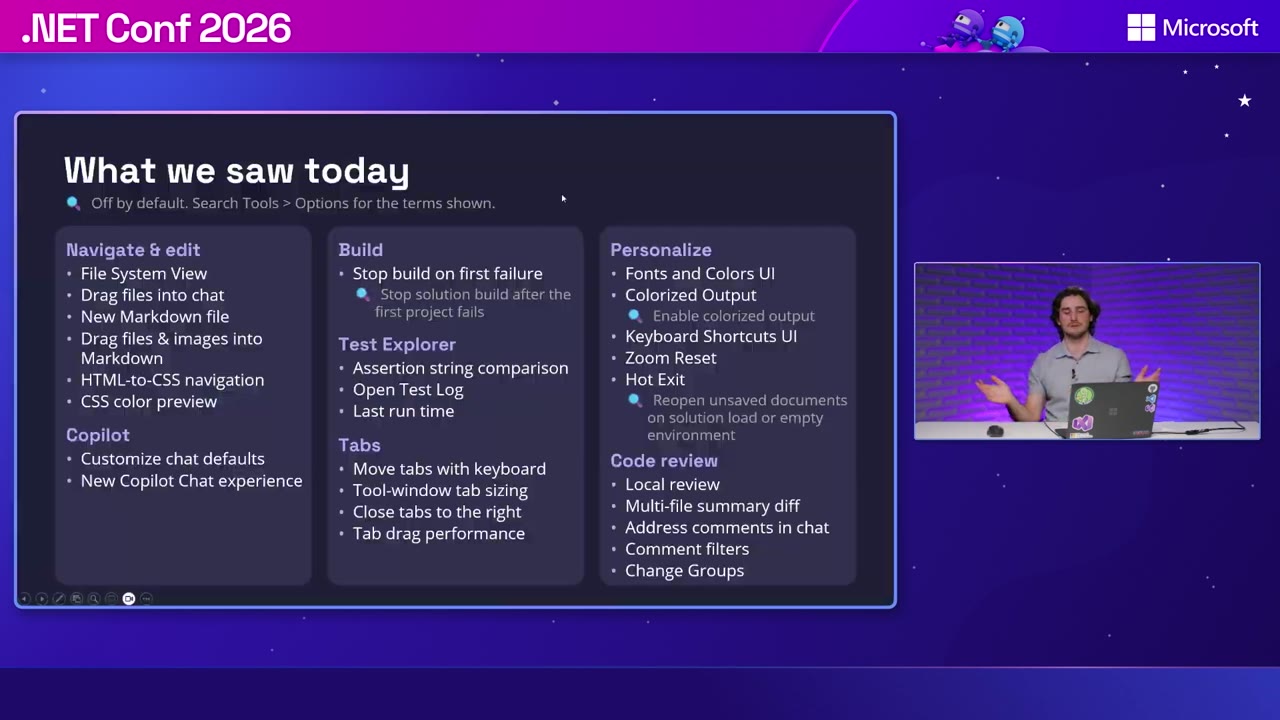 .NET Conf 2026
Microsoft
What we saw today
Off by default. Search Tools > Options for the terms shown.
Navigate & edit
• File System View
• Drag files into chat
• New Markdown file
• Drag files & images into
Markdown
• HTML-to-CSS navigation
• CSS color preview
Copilot
• Customize chat defaults
• New Copilot Chat experience
Build
• Stop build on first failure
Stop solution build after the
first project fails
Test Explorer
• Assertion string comparison
• Open Test Log
• Last run time
Tabs
• Move tabs with keyboard
• Tool-window tab sizing
• Close tabs to the right
• Tab drag performance
Personalize
• Fonts and Colors UI
• Colorized Output
Enable colorized output
• Keyboard Shortcuts UI
• Zoom Reset
• Hot Exit
Reopen unsaved documents
on solution load or empty
environment
Code review
• Local review
• Multi-file summary diff
• Address comments in chat
• Comment filters
• Change Groups